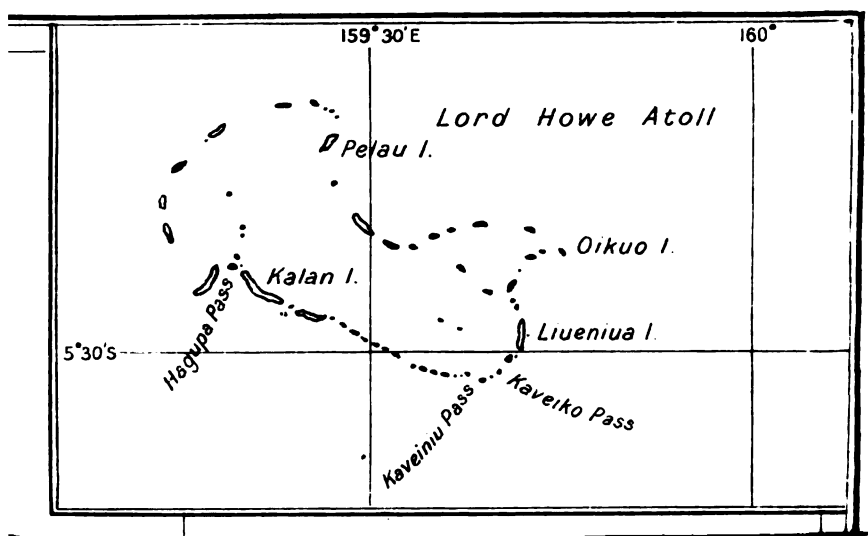 159° 30'E
160°
Lord Howe Atoll
Pelau I.
Oikuo I.
Kalan I.
Hagupa Pass
Liueniua I.
5°30'S
Kaveiko Pass
Kaveiniu Pass